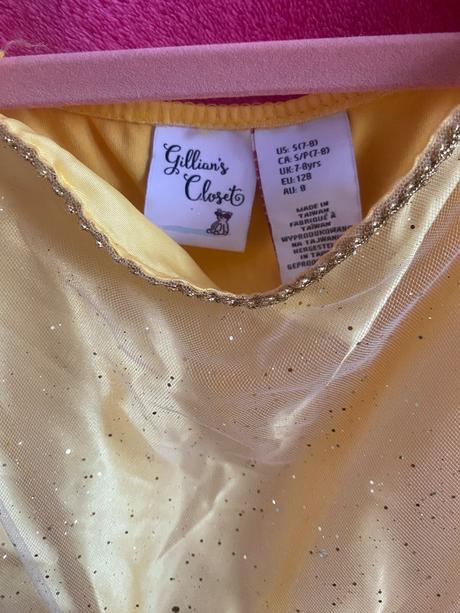 Gillian's
Closet
US: S(7-8)
CA: S/P(7-8)
UK: 7-8yrs
EU: 128
AU: 8
MADE IN
TAIWAN
FABRIQUÉ À
TAIWAN
WYPRODUKOWANO
NA TAJWANIE
HERGESTELLT
IN TAIWAN